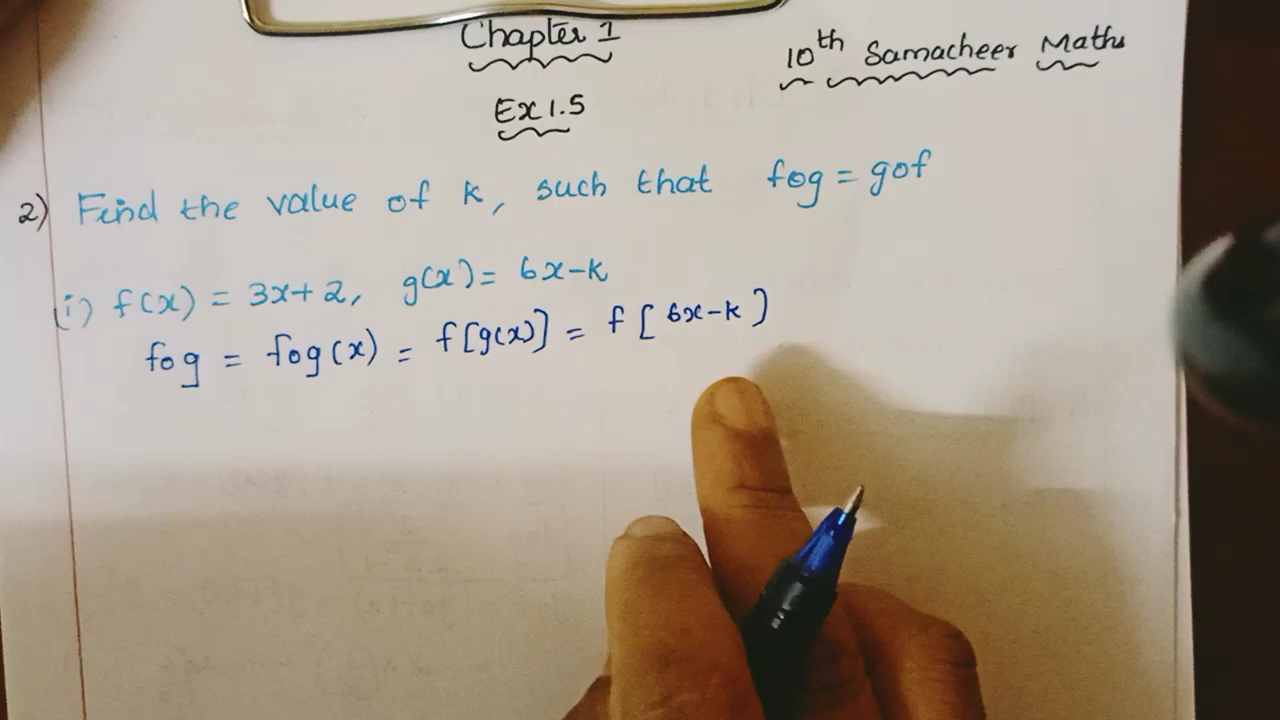 Chapter 1
10th Samacheer Maths
Ex 1.5
2) Find the value of k, such that fog = gof
(i) f(x) = 3x+2, g(x) = 6x-k
fog = fog(x) = f[g(x)] = f[6x-k]